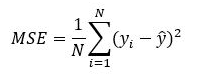 MSE = \frac{1}{N} \sum_{i=1}^{N} (y_i - \hat{y})^2